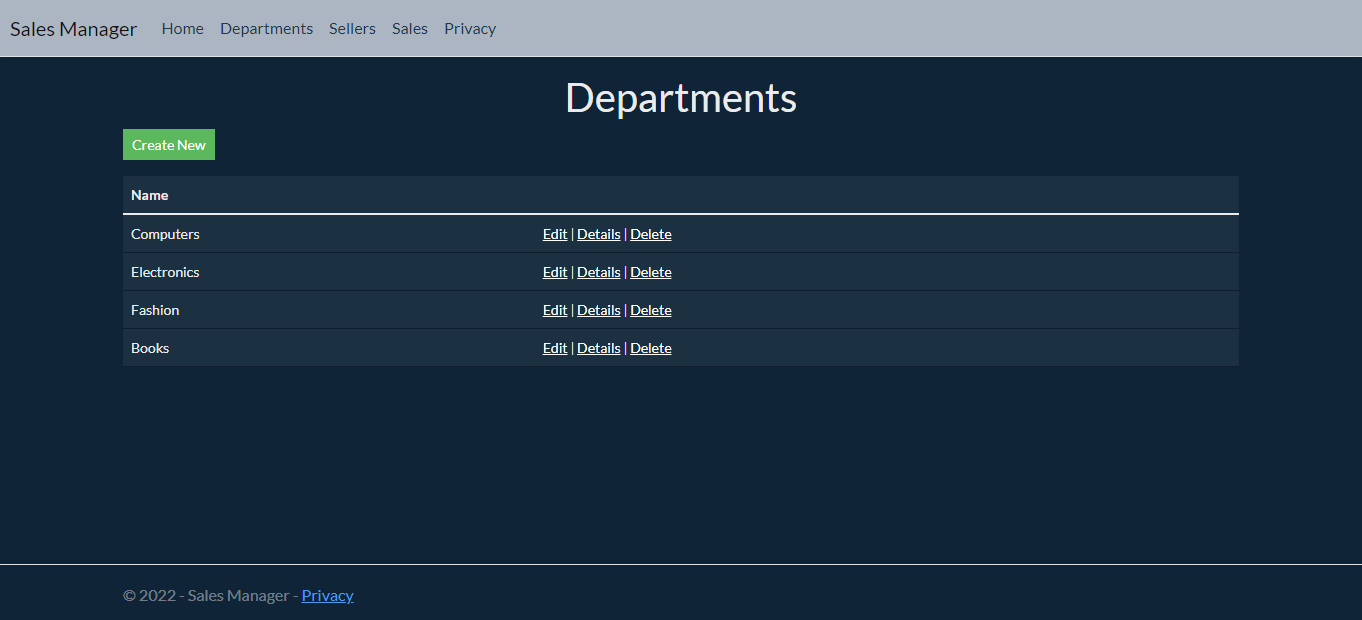 Sales Manager Home Departments Sellers Sales Privacy
Departments
Create New
Name
Computers Edit | Details | Delete
Electronics Edit | Details | Delete
Fashion Edit | Details | Delete
Books Edit | Details | Delete
© 2022 - Sales Manager - Privacy